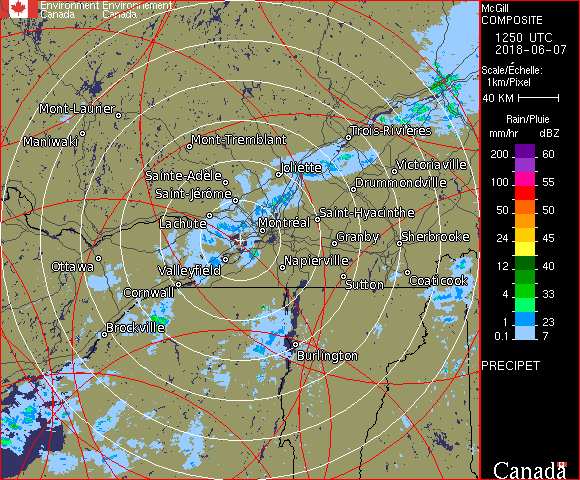 Environment Environnement
Canada Canada
McGill
COMPOSITE
1250 UTC
2018-06-07
Scale/Échelle:
1km/Pixel
40 KM
Rain/Pluie
mm/hr dBZ
200 60
100 55
50 50
24 45
12 40
4 33
1 23
0.1 7
PRECIPET
Canada
Mont-Laurier
Maniwaki
Mont-Tremblant
Trois-Rivières
Sainte-Adèle
Joliette
Victoriaville
Saint-Jérôme
Drummondville
Lachute
Montréal
Saint-Hyacinthe
Ottawa
Valleyfield
Granby
Sherbrooke
Napierville
Cornwall
Sutton
Coaticook
Brockville
Burlington